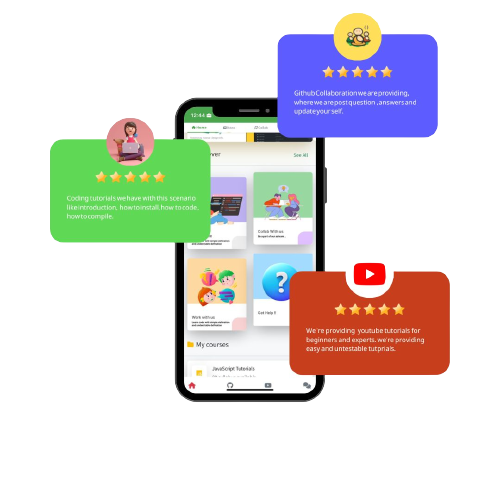 Github Collaboration we are providing,
where we are post question ,answers and
update your self.
12:44
See All
Coding tutorials we have with this scenario
like introduction, how to install. how to code.
how to compile.
Collab With us
Work with us
Get Help !!
We're providing youtube tutorials for
beginners and experts. we're providing
easy and untestable tutprials.
My courses
JavaScript Tutorials